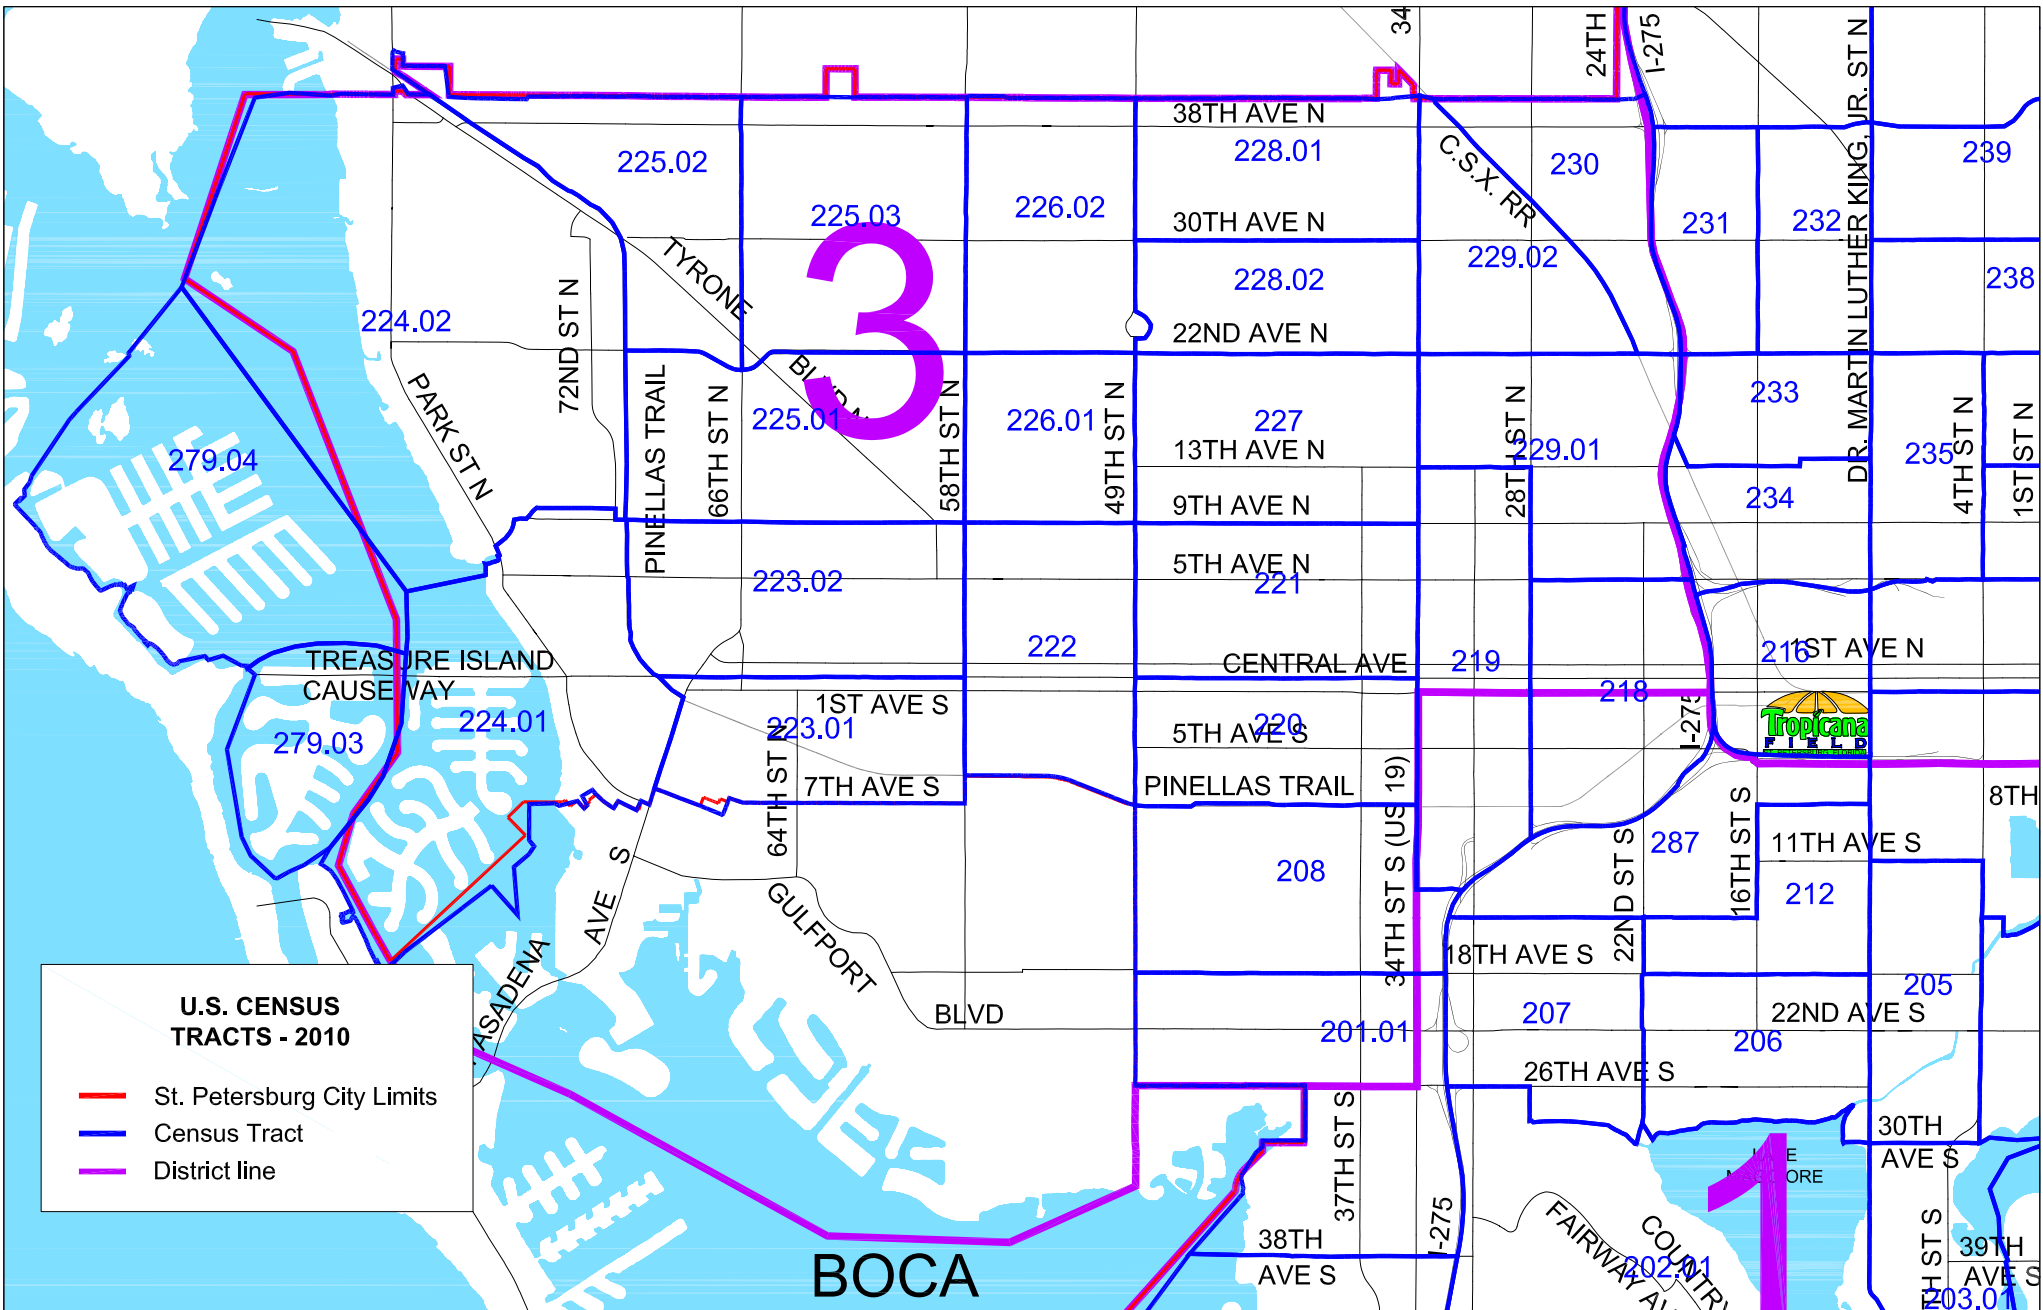 34
24TH
I-275
DR. MARTIN LUTHER KING, JR. ST N
38TH AVE N
228.01
225.02
230
239
C.S.X. RR
225.03
226.02
30TH AVE N
231
232
3
TYRONE
BLVD N
229.02
228.02
238
72ND ST N
224.02
22ND AVE N
PARK ST N
PINELLAS TRAIL
66TH ST N
225.01
58TH ST N
226.01
49TH ST N
227
233
28TH ST N
4TH ST N
1ST ST N
279.04
13TH AVE N
229.01
235
9TH AVE N
234
5TH AVE N
223.02
221
222
TREASURE ISLAND
CAUSEWAY
CENTRAL AVE
219
216
1ST AVE N
218
1ST AVE S
224.01
223.01
220
279.03
5TH AVE S
I-275
Tropicana
FIELD
64TH ST N
7TH AVE S
PINELLAS TRAIL
34TH ST S (US 19)
8TH
22ND ST S
287
16TH ST S
11TH AVE S
208
212
AVE S
GULFPORT
BLVD
18TH AVE S
205
PASADENA
201.01
207
22ND AVE S
206
26TH AVE S
37TH ST S
30TH
AVE S
LAKE
MAGGIORE
1
I-275
38TH
AVE S
FAIRWAY AV
COUNTRY
202.01
TH ST S
39TH
AVE S
203.01
BOCA
U.S. CENSUS
TRACTS - 2010
St. Petersburg City Limits
Census Tract
District line